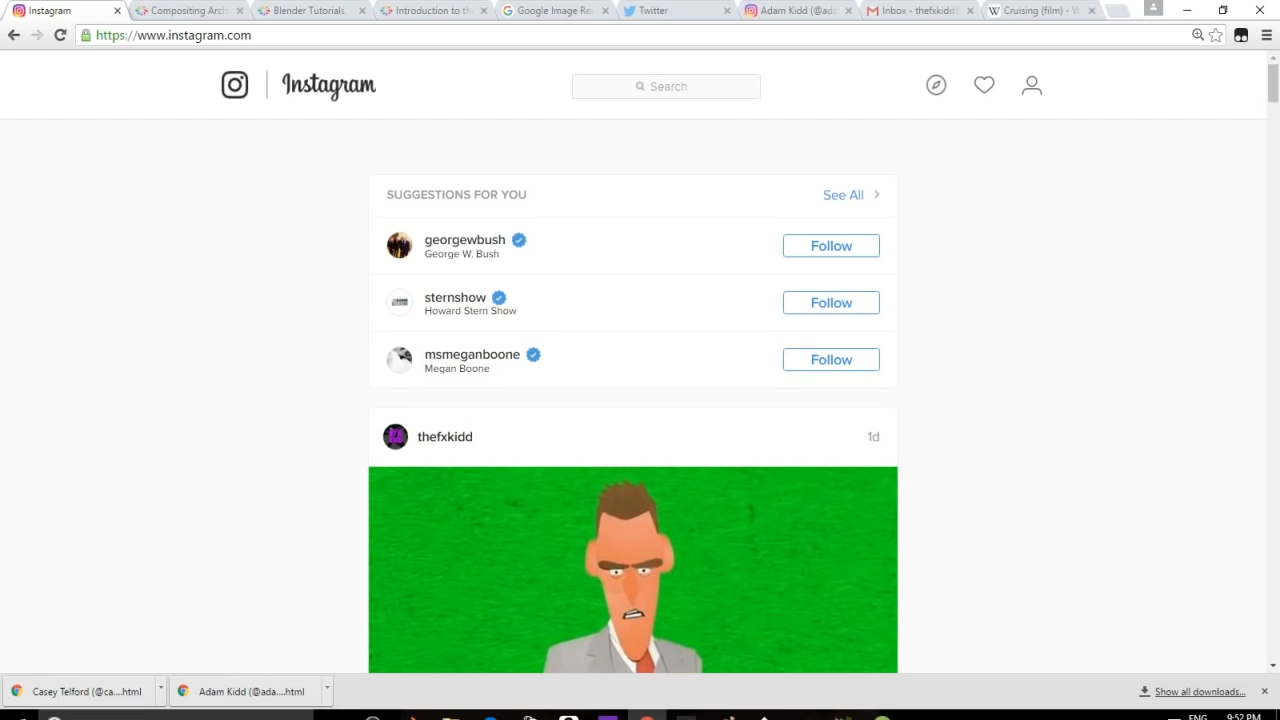 Instagram
Compositing Arch
Blender Tutorials,
Introduction to the
Google Image Res
Twitter
Adam Kidd (@ada
Inbox - thefxkidd@
Cruising (film) - W
https://www.instagram.com
Instagram
Search
SUGGESTIONS FOR YOU
See All
georgewbush
George W. Bush
Follow
sternshow
Howard Stern Show
Follow
msmeganboone
Megan Boone
Follow
thefxkidd
1d
Casey Telford (@ca....html
Adam Kidd (@ada....html
Show all downloads...
ENG
9:52 PM